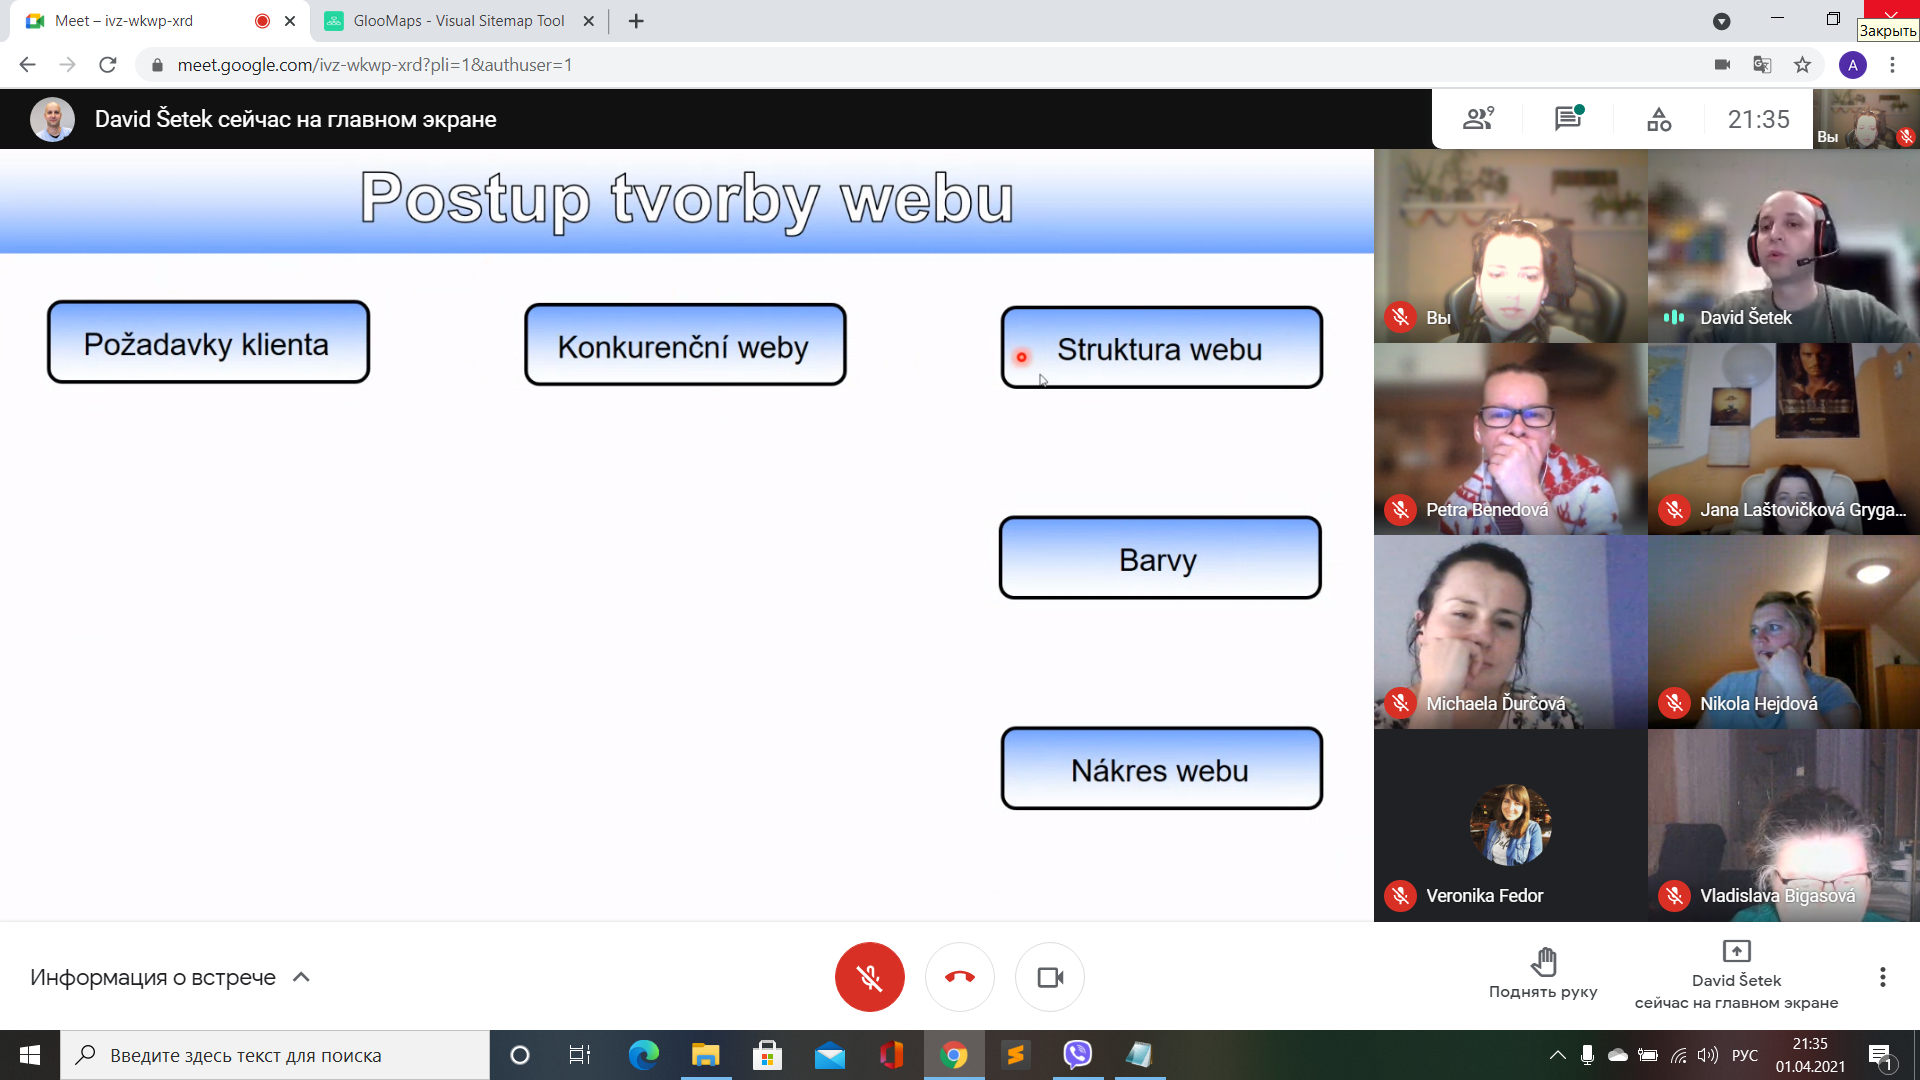 Meet – ivz-wkwp-xrd
GlooMaps - Visual Sitemap Tool
Закрыть
meet.google.com/ivz-wkwp-xrd?pli=1&authuser=1
A
David Šetek сейчас на главном экране
9
21:35
Вы
Postup tvorby webu
Požadavky klienta
Konkurenční weby
Struktura webu
Barvy
Nákres webu
Вы
David Šetek
Petra Benedová
Jana Laštovičková Gryga...
Michaela Ďurčová
Nikola Hejdová
Veronika Fedor
Vladislava Bigasová
Информация о встрече
Поднять руку
David Šetek
сейчас на главном экране
Введите здесь текст для поиска
РУС
21:35
01.04.2021
1